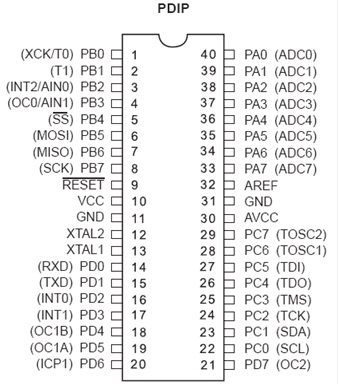 PDIP
(XCK/T0) PB0 1 40 PA0 (ADC0)
(T1) PB1 2 39 PA1 (ADC1)
(INT2/AIN0) PB2 3 38 PA2 (ADC2)
(OC0/AIN1) PB3 4 37 PA3 (ADC3)
(SS) PB4 5 36 PA4 (ADC4)
(MOSI) PB5 6 35 PA5 (ADC5)
(MISO) PB6 7 34 PA6 (ADC6)
(SCK) PB7 8 33 PA7 (ADC7)
RESET 9 32 AREF
VCC 10 31 GND
GND 11 30 AVCC
XTAL2 12 29 PC7 (TOSC2)
XTAL1 13 28 PC6 (TOSC1)
(RXD) PD0 14 27 PC5 (TDI)
(TXD) PD1 15 26 PC4 (TDO)
(INT0) PD2 16 25 PC3 (TMS)
(INT1) PD3 17 24 PC2 (TCK)
(OC1B) PD4 18 23 PC1 (SDA)
(OC1A) PD5 19 22 PC0 (SCL)
(ICP1) PD6 20 21 PD7 (OC2)